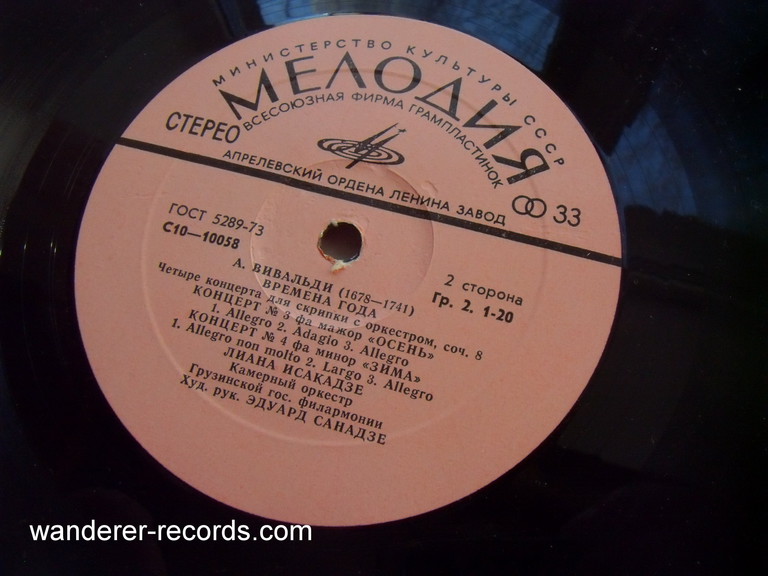 МИНИСТЕРСТВО КУЛЬТУРЫ СССР
МЕЛОДИЯ
ВСЕСОЮЗНАЯ ФИРМА ГРАМПЛАСТИНОК
СТЕРЕО
АПРЕЛЕВСКИЙ ОРДЕНА ЛЕНИНА ЗАВОД
33
ГОСТ 5289-73
С10—10058
2 сторона
Гр. 2. 1-20
А. ВИВАЛЬДИ (1678—1741)
ВРЕМЕНА ГОДА
Четыре концерта для скрипки с оркестром, соч. 8
КОНЦЕРТ № 3 фа мажор «ОСЕНЬ»
1. Allegro 2. Adagio 3. Allegro
КОНЦЕРТ № 4 фа минор «ЗИМА»
1. Allegro non molto 2. Largo 3. Allegro
ЛИАНА ИСАКАДЗЕ
Камерный оркестр
Грузинской гос. филармонии
Худ. рук. ЭДУАРД САНАДЗЕ
wanderer-records.com